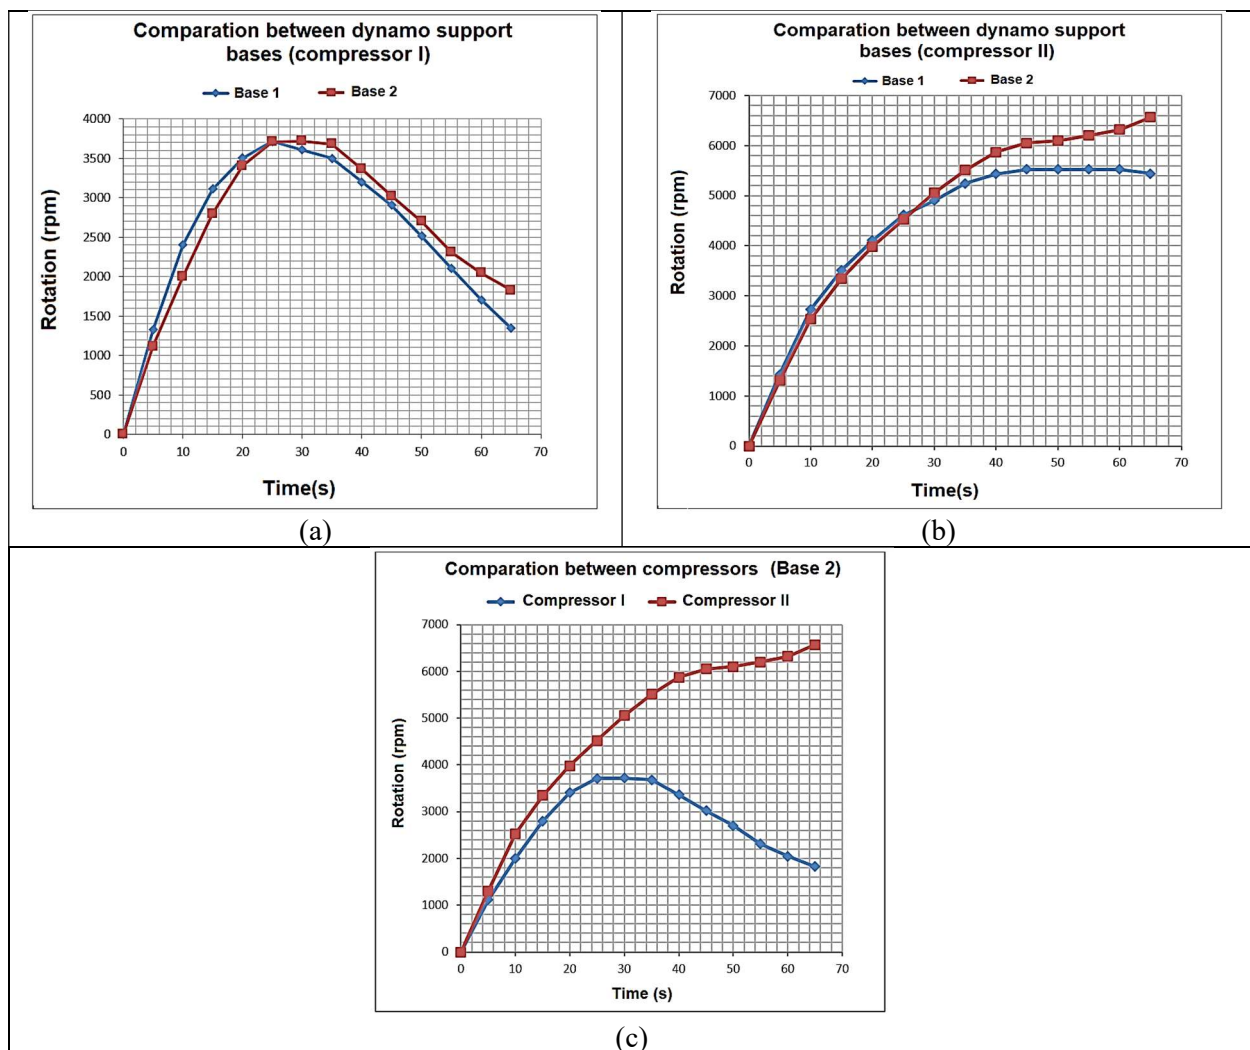 Comparation between dynamo support
bases (compressor I)
Base 1
Base 2
4000
3500
3000
2500
2000
1500
1000
500
0
Rotation (rpm)
0 10 20 30 40 50 60 70
Time(s)
(a)
Comparation between dynamo support
bases (compressor II)
Base 1
Base 2
7000
6000
5000
4000
3000
2000
1000
0
Rotation (rpm)
0 10 20 30 40 50 60 70
Time(s)
(b)
Comparation between compressors (Base 2)
Compressor I
Compressor II
7000
6000
5000
4000
3000
2000
1000
0
Rotation (rpm)
0 10 20 30 40 50 60 70
Time (s)
(c)